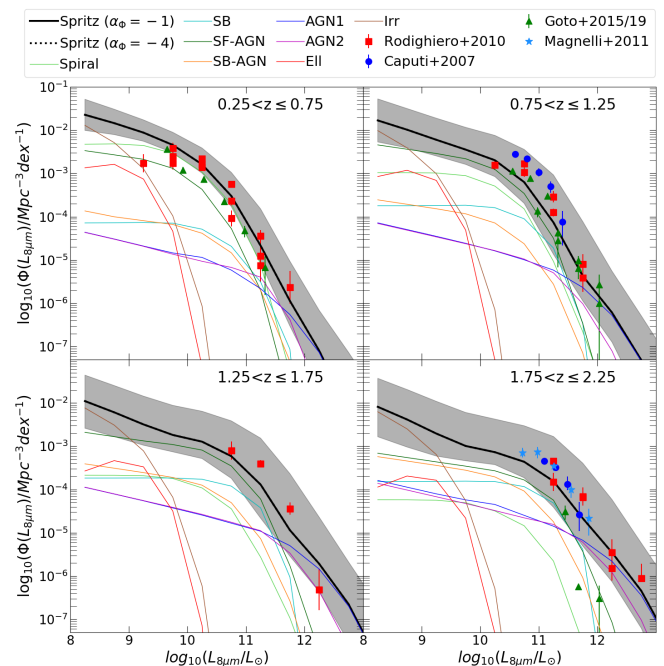 Spritz (αΦ = −1) SB AGN1 Irr Goto+2015/19
Spritz (αΦ = −4) SF-AGN AGN2 Rodighiero+2010 Magnelli+2011
Spiral SB-AGN Ell Caputi+2007
10⁻¹
0.25<z≤0.75 0.75<z≤1.25
10⁻²
10⁻³
10⁻⁴
10⁻⁵
10⁻⁶
10⁻⁷
log₁₀(Φ(L₈μm)/Mpc⁻³dex⁻¹)
1.25<z≤1.75 1.75<z≤2.25
10⁻²
10⁻³
10⁻⁴
10⁻⁵
10⁻⁶
10⁻⁷
log₁₀(Φ(L₈μm)/Mpc⁻³dex⁻¹)
8 9 10 11 12 9 10 11 12
log₁₀(L₈μm/L⊙) log₁₀(L₈μm/L⊙)